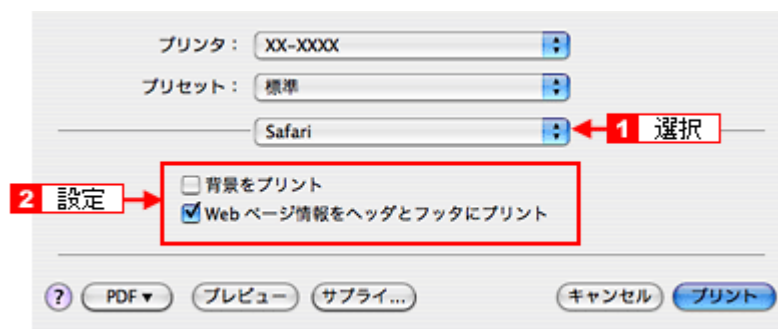 プリンタ： XX-XXXX
プリセット： 標準
Safari 1 選択
2 設定
背景をプリント
Web ページ情報をヘッダとフッタにプリント
? PDF▼ プレビュー サプライ... キャンセル プリント